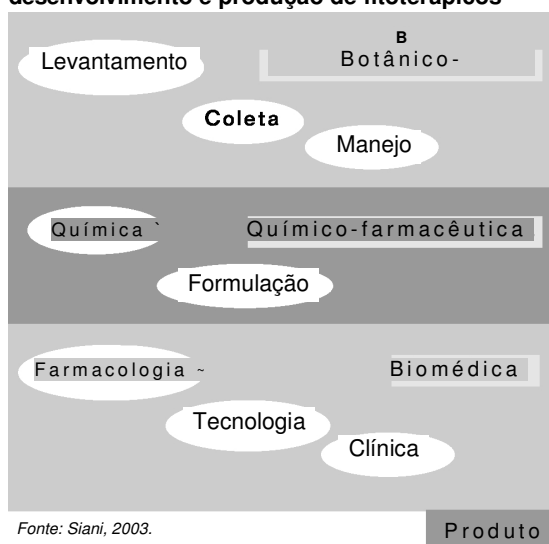 desenvolvimento e produção de fitoterápicos
B
Levantamento
Botânico-
Coleta
Manejo
Química `
Químico-farmacêutica
Formulação
Farmacologia ~
Biomédica
Tecnologia
Clínica
Fonte: Siani, 2003.
Produto